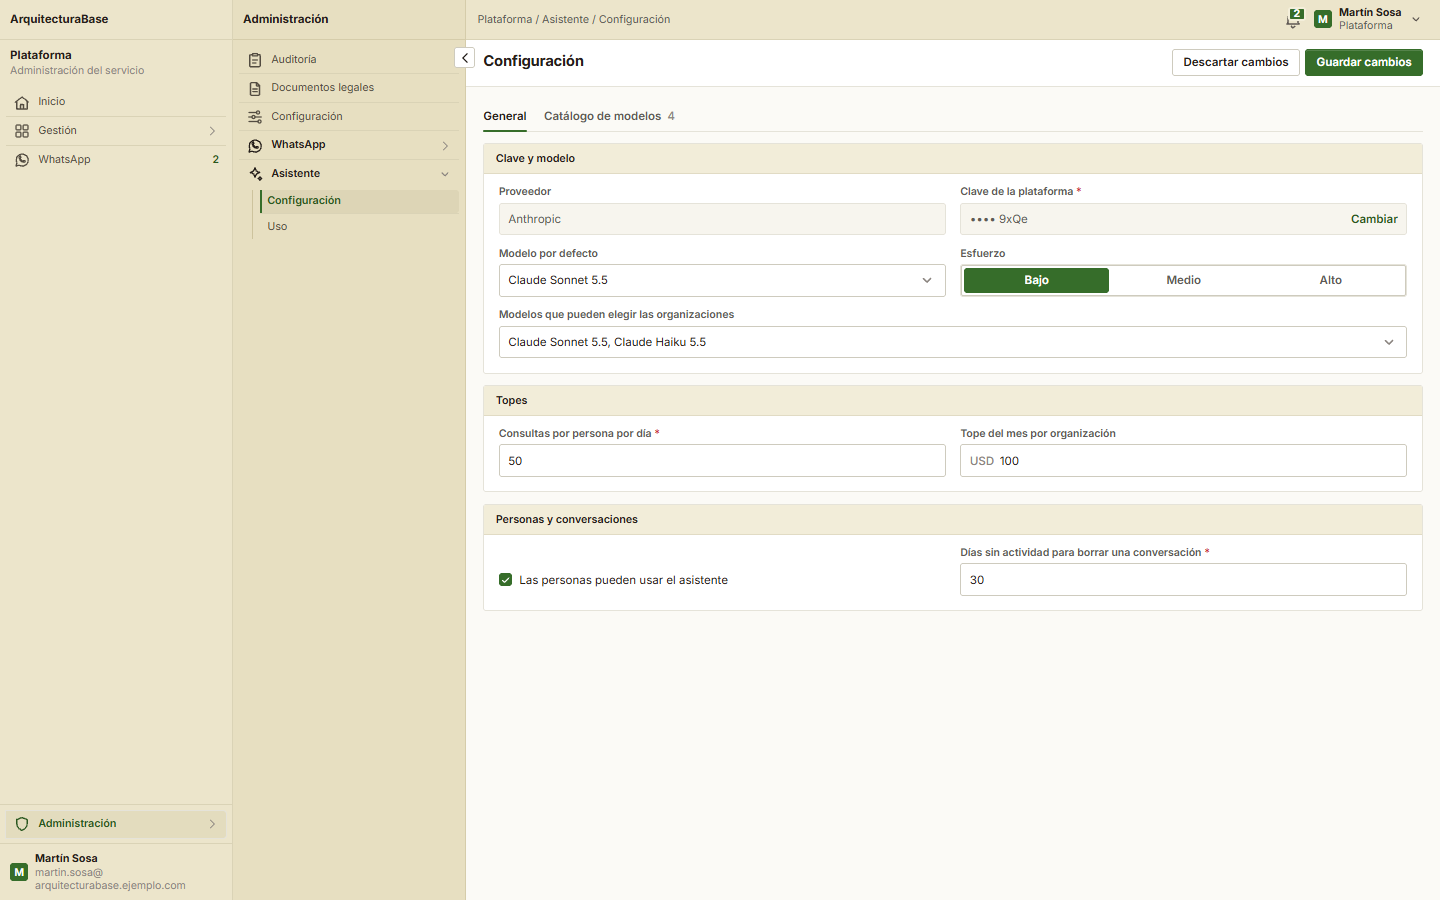 ArquitecturaBase
Plataforma
Administración del servicio
Inicio
Gestión
WhatsApp 2
Administración
Martín Sosa
M
martin.sosa@
arquitecturabase.ejemplo.com
Administración
Auditoría
Documentos legales
Configuración
WhatsApp
Asistente
Configuración
Uso
Plataforma / Asistente / Configuración
2
M
Martín Sosa
Plataforma
Configuración
Descartar cambios
Guardar cambios
General
Catálogo de modelos 4
Clave y modelo
Proveedor
Anthropic
Clave de la plataforma *
•••• 9xQe
Cambiar
Modelo por defecto
Claude Sonnet 5.5
Esfuerzo
Bajo
Medio
Alto
Modelos que pueden elegir las organizaciones
Claude Sonnet 5.5, Claude Haiku 5.5
Topes
Consultas por persona por día *
50
Tope del mes por organización
USD 100
Personas y conversaciones
Las personas pueden usar el asistente
Días sin actividad para borrar una conversación *
30